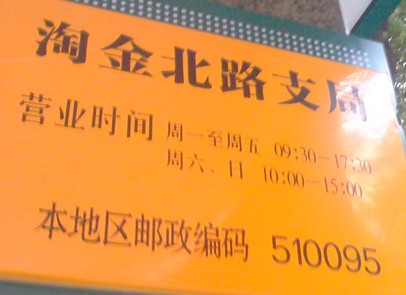 淘金北路支局
营业时间 周一至周五 09:30-17:30
周六、日 10:00-15:00
本地区邮政编码 510095